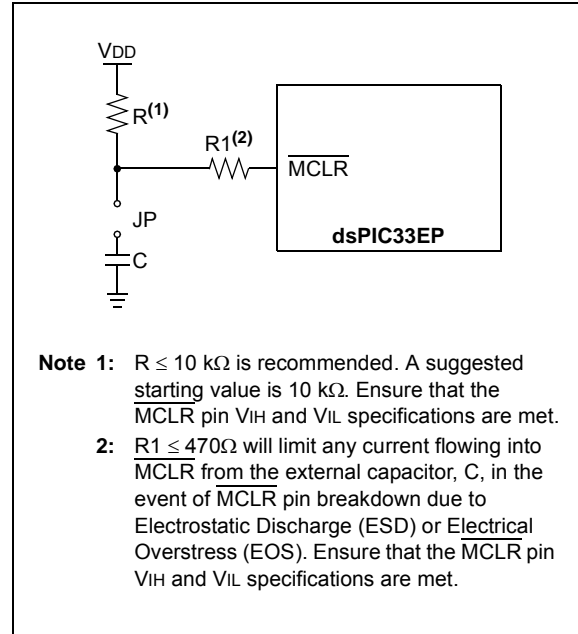 VDD
R(1)
R1(2)
MCLR
JP
dsPIC33EP
C
Note 1: R ≤ 10 kΩ is recommended. A suggested
starting value is 10 kΩ. Ensure that the
MCLR pin VIH and VIL specifications are met.
2: R1 ≤ 470Ω will limit any current flowing into
MCLR from the external capacitor, C, in the
event of MCLR pin breakdown due to
Electrostatic Discharge (ESD) or Electrical
Overstress (EOS). Ensure that the MCLR pin
VIH and VIL specifications are met.